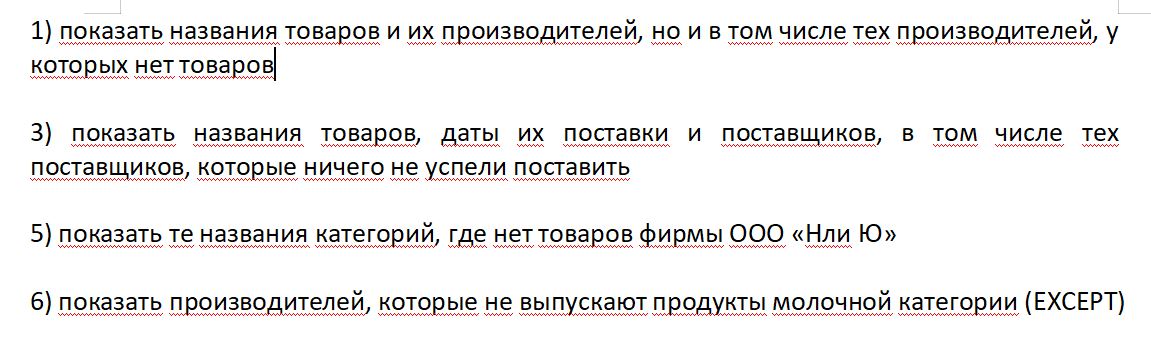 1) показать названия товаров и их производителей, но и в том числе тех производителей, у
которых нет товаров
3) показать названия товаров, даты их поставки и поставщиков, в том числе тех
поставщиков, которые ничего не успели поставить
5) показать те названия категорий, где нет товаров фирмы ООО «Нли Ю»
6) показать производителей, которые не выпускают продукты молочной категории (EXCEPT)